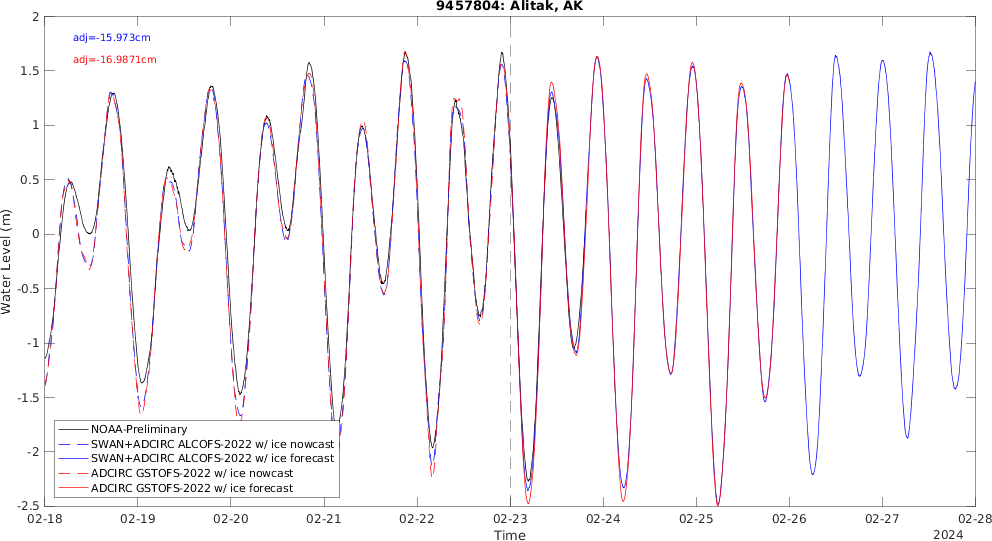 9457804: Alitak, AK
adj=-15.973cm
adj=-16.9871cm
Water Level (m)
2
1.5
1
0.5
0
-0.5
-1
-1.5
-2
-2.5
NOAA-Preliminary
SWAN+ADCIRC ALCOFS-2022 w/ ice nowcast
SWAN+ADCIRC ALCOFS-2022 w/ ice forecast
ADCIRC GSTOFS-2022 w/ ice nowcast
ADCIRC GSTOFS-2022 w/ ice forecast
02-18 02-19 02-20 02-21 02-22 02-23 02-24 02-25 02-26 02-27 02-28
Time
2024